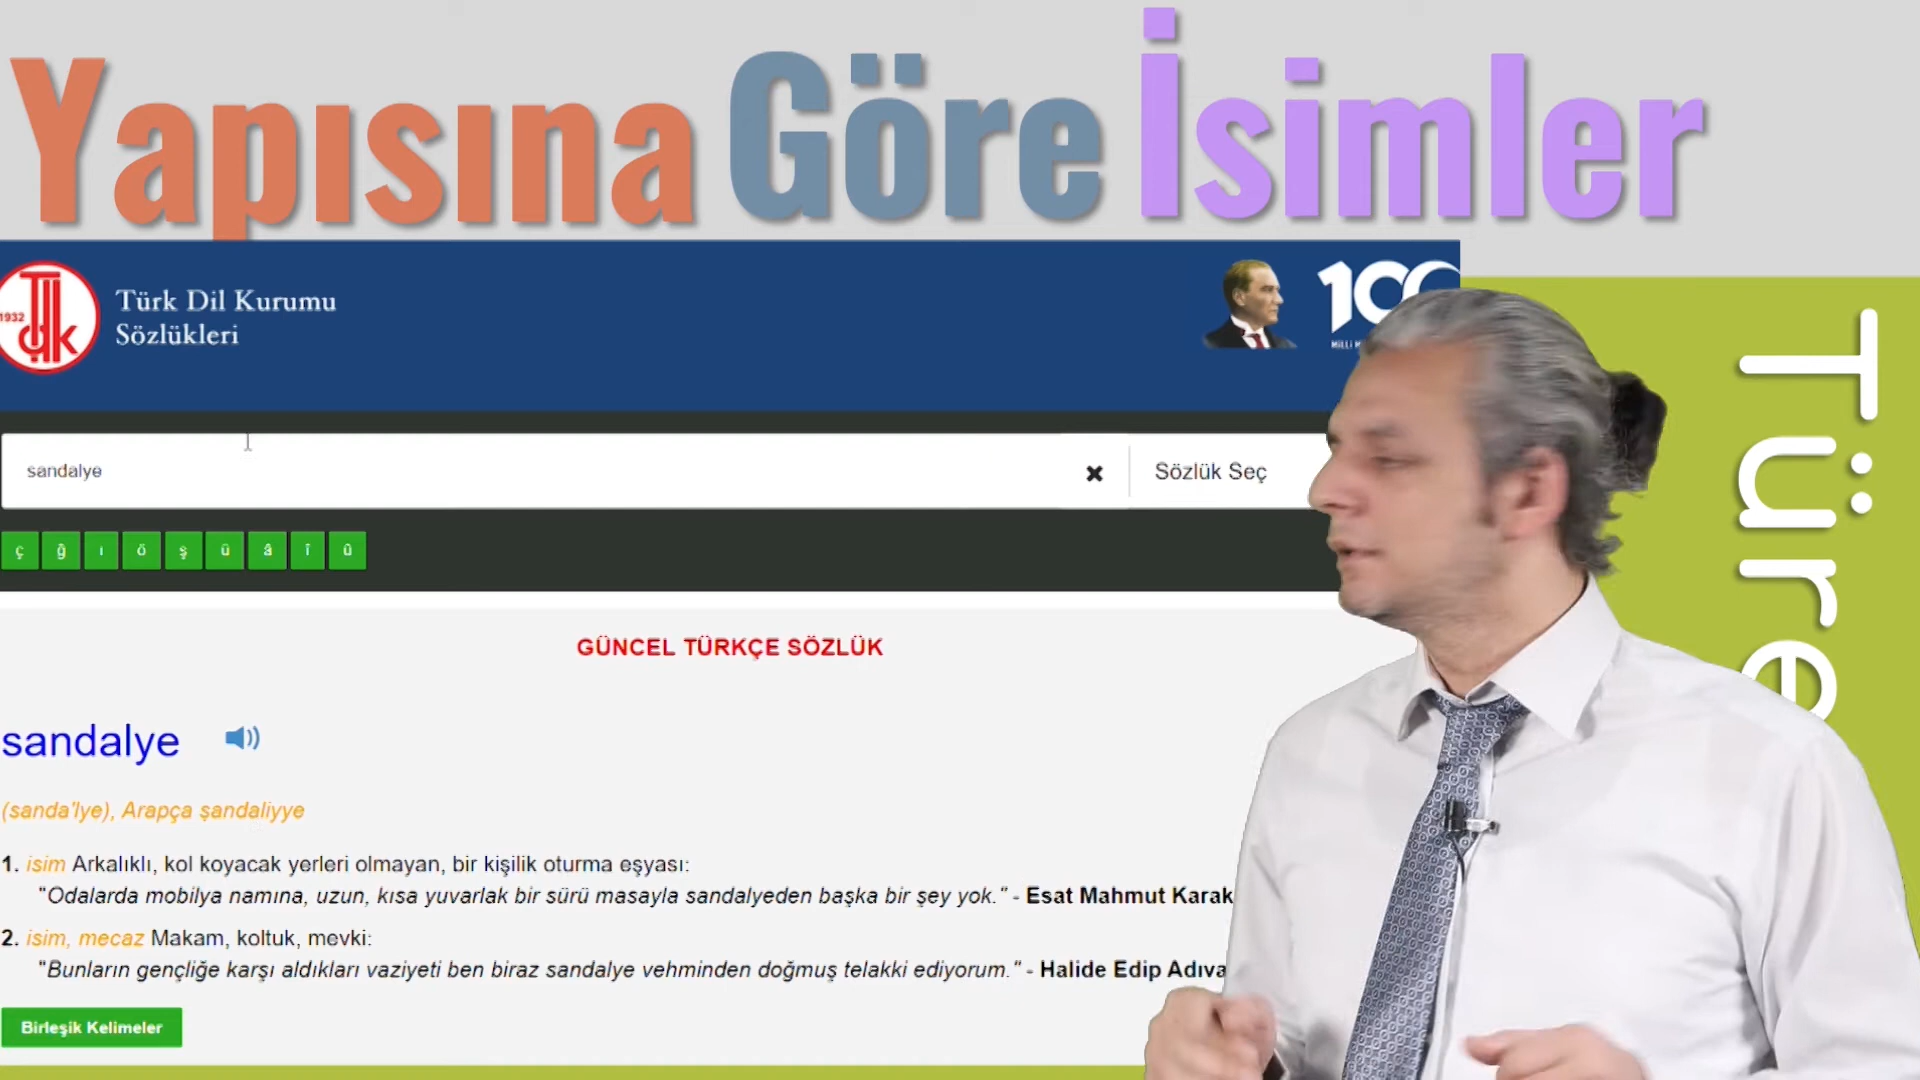 Yapısına Göre İsimler
1932
Türk Dil Kurumu
Sözlükleri
100
sandalye
Sözlük Seç
ç ğ ı ö ş ü â î û
GÜNCEL TÜRKÇE SÖZLÜK
sandalye
(sanda'lye), Arapça şandaliyye
1. isim Arkalıklı, kol koyacak yerleri olmayan, bir kişilik oturma eşyası:
"Odalarda mobilya namına, uzun, kısa yuvarlak bir sürü masayla sandalyeden başka bir şey yok." - Esat Mahmut Karak
2. isim, mecaz Makam, koltuk, mevki:
"Bunların gençliğe karşı aldıkları vaziyeti ben biraz sandalye vehminden doğmuş telakki ediyorum." - Halide Edip Adıva
Birleşik Kelimeler
Türe